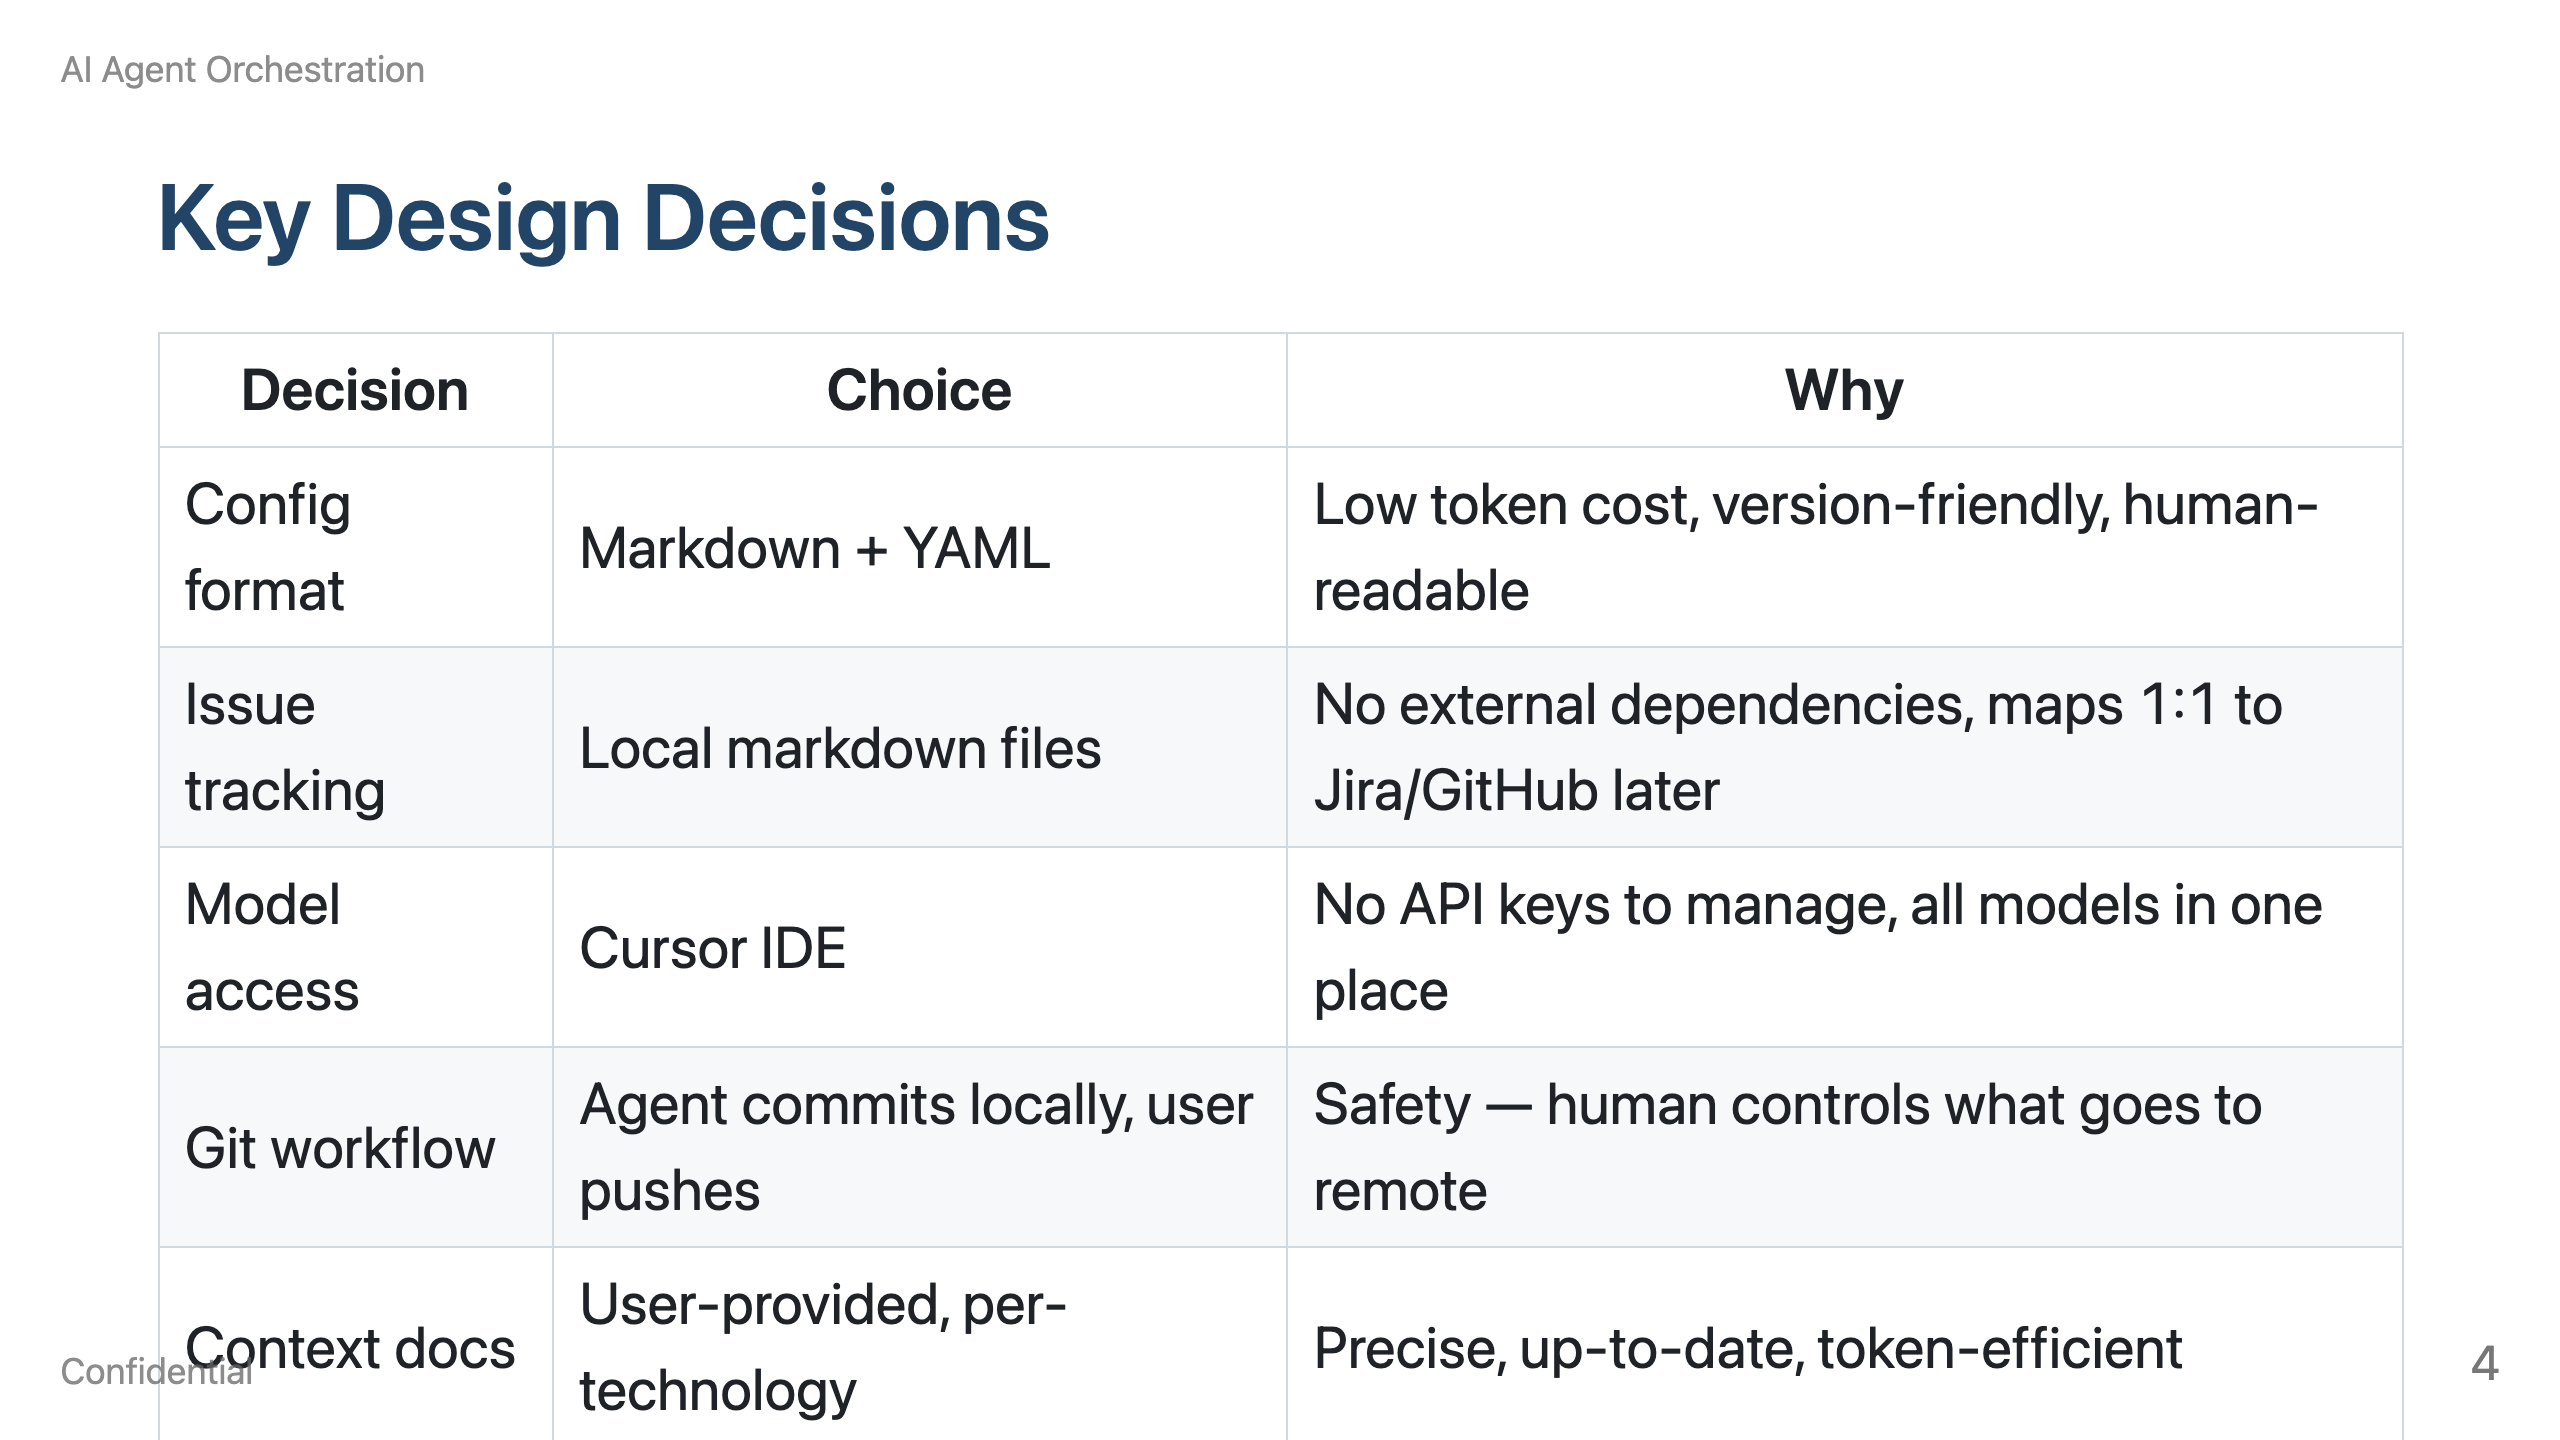 AI Agent Orchestration
Key Design Decisions
Decision
Choice
Why
Config
format
Markdown + YAML
Low token cost, version-friendly, human-
readable
Issue
tracking
Local markdown files
No external dependencies, maps 1:1 to
Jira/GitHub later
Model
access
Cursor IDE
No API keys to manage, all models in one
place
Git workflow
Agent commits locally, user
pushes
Safety — human controls what goes to
remote
Context docs
User-provided, per-
technology
Precise, up-to-date, token-efficient
Confidential
4